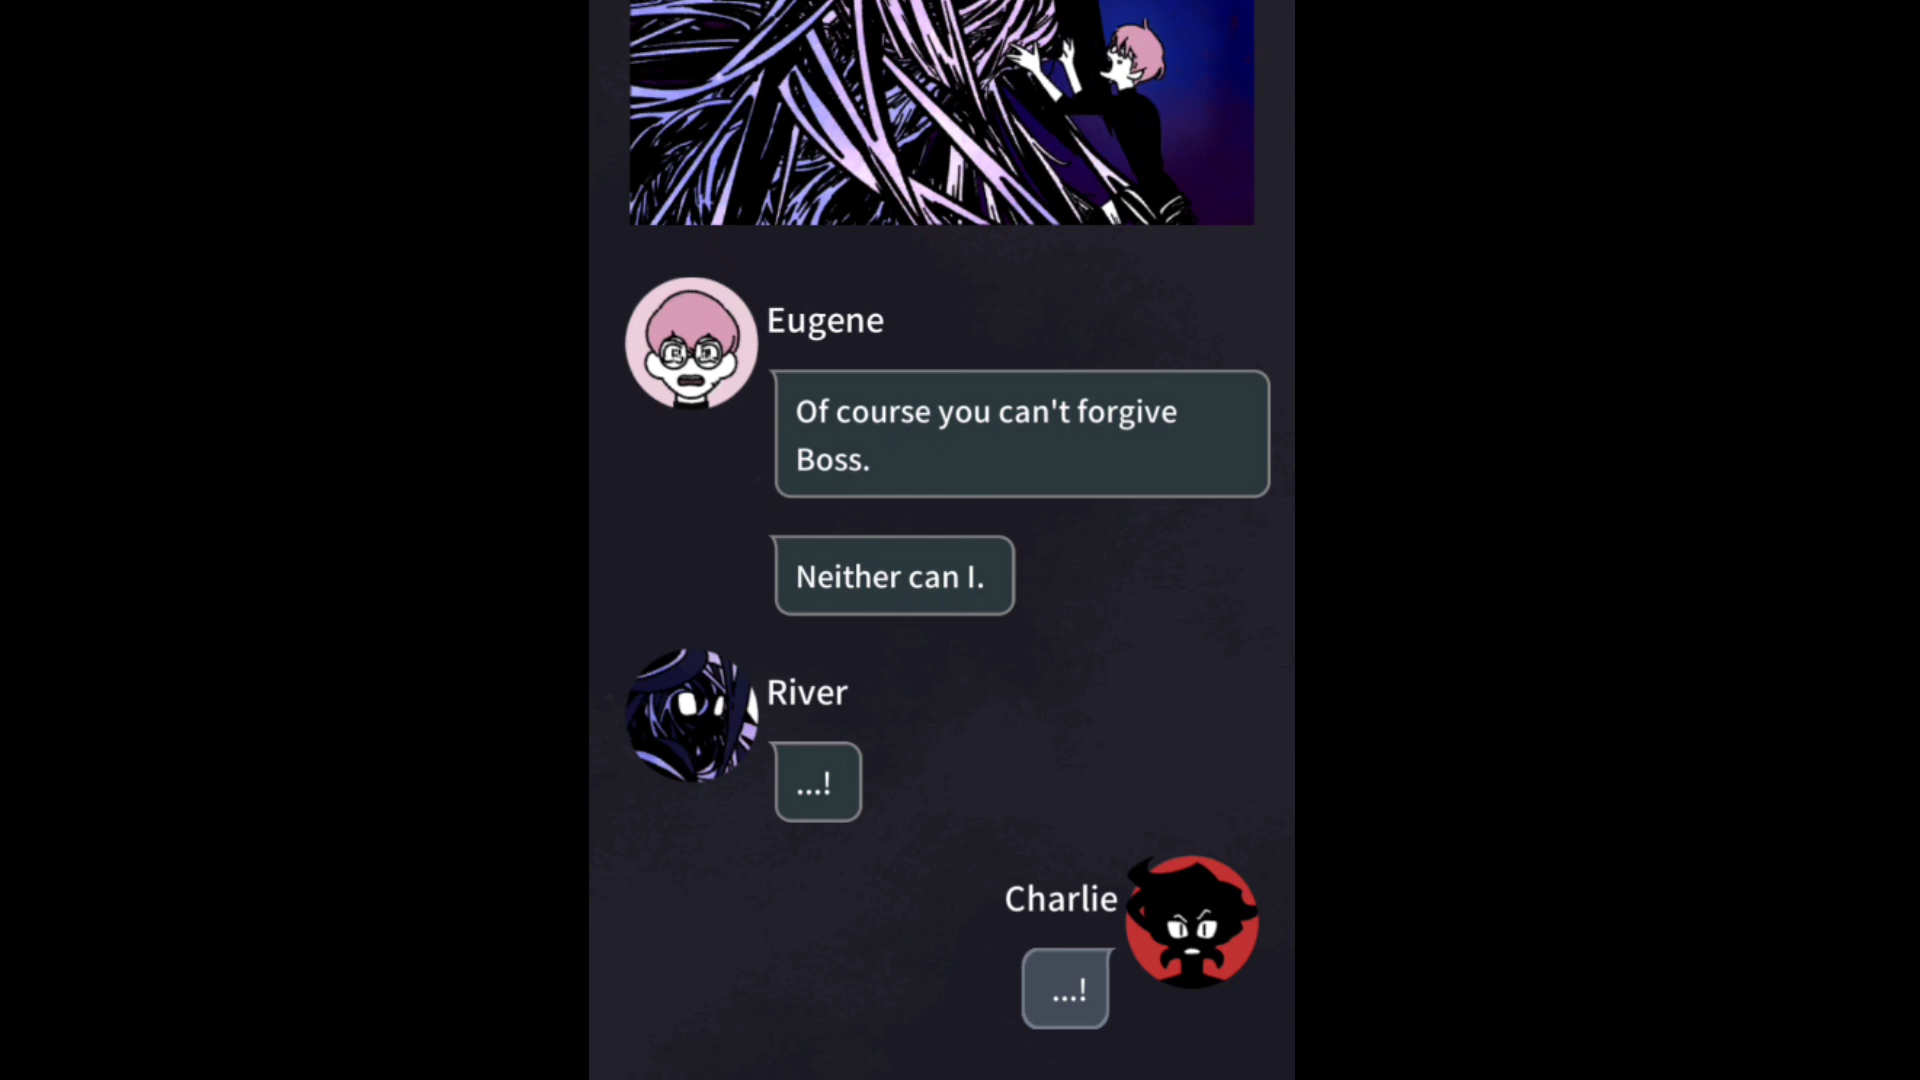 Eugene
Of course you can't forgive
Boss.
Neither can I.
River
...!
Charlie
...!